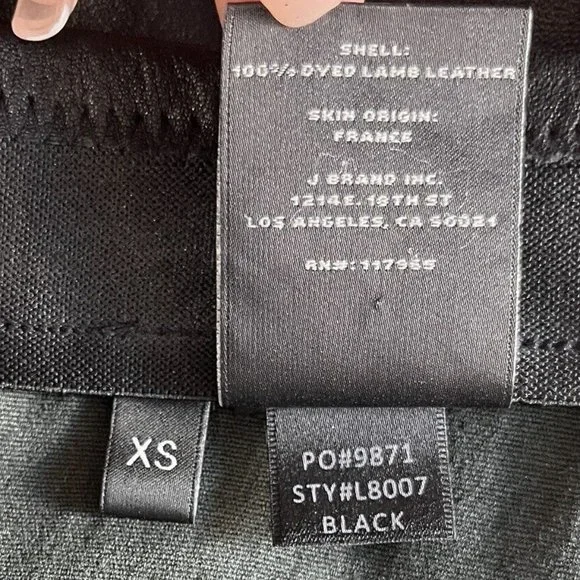 SHELL:
100% DYED LAMB LEATHER
SKIN ORIGIN:
FRANCE
J BRAND INC.
1214 E. 18TH ST
LOS ANGELES, CA 90021
RN#: 117985
XS
PO#9871
STY#L8007
BLACK